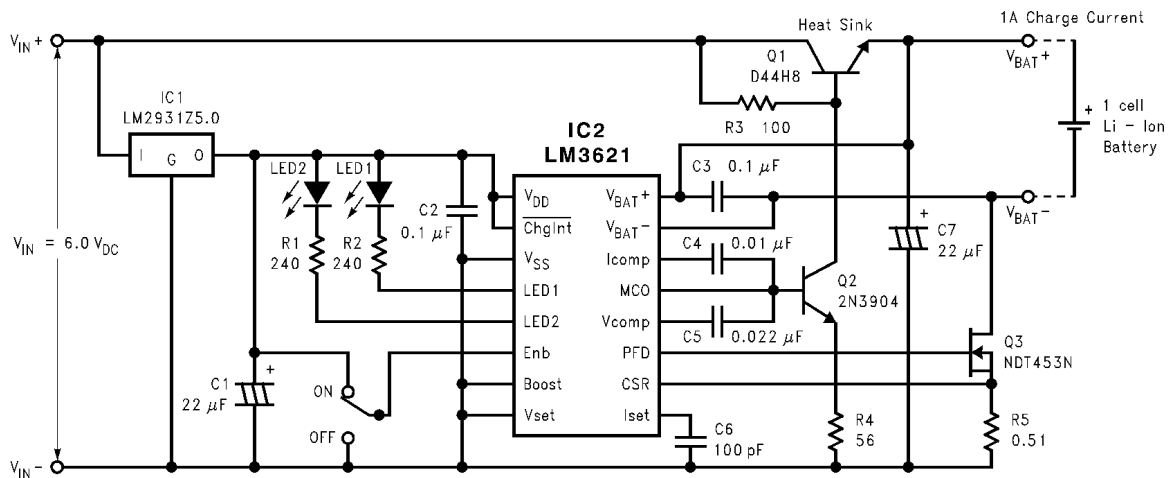 1A Charge Current
Heat Sink
V_IN+
Q1
D44H8
V_BAT+
IC1
LM2931Z5.0
R3 100
+
1 cell
Li – Ion
Battery
IC2
LM3621
I G O
LED2
LED1
C3 0.1 μF
V_DD
V_BAT+
V_BAT-
C2
0.1 μF
ChgInt
V_BAT-
C4
0.01 μF
+
C7
22 μF
V_IN = 6.0 V_DC
R1
240
R2
240
V_SS
Icomp
Q2
2N3904
LED1
MCO
LED2
Vcomp
C5
0.022 μF
Enb
PFD
Q3
NDT453N
C1
22 μF
+
ON
Boost
CSR
OFF
Vset
Iset
C6
100 pF
R4
56
R5
0.51
V_IN-